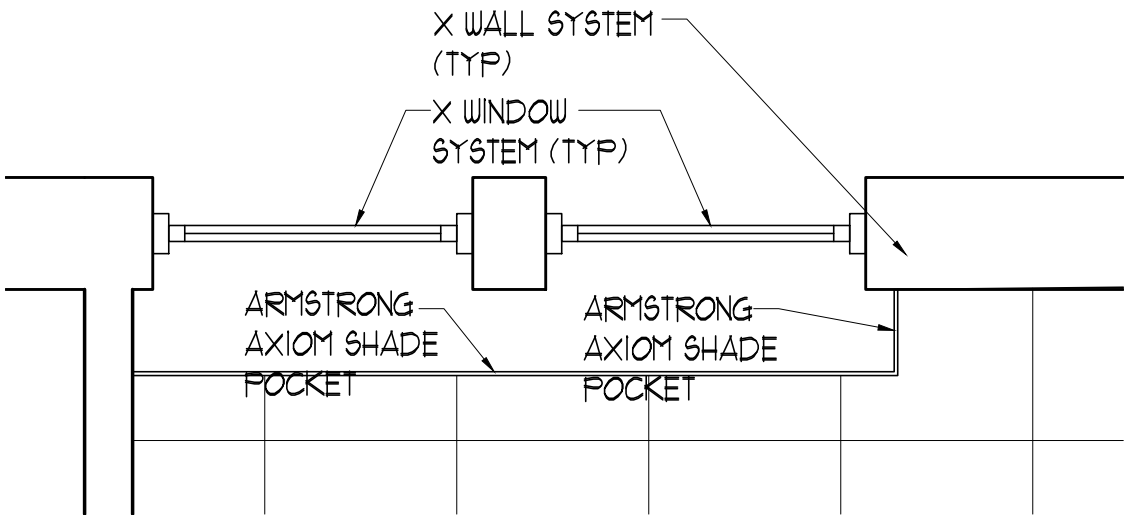 X WALL SYSTEM
(TYP)
X WINDOW
SYSTEM (TYP)
ARMSTRONG
AXIOM SHADE
POCKET
ARMSTRONG
AXIOM SHADE
POCKET